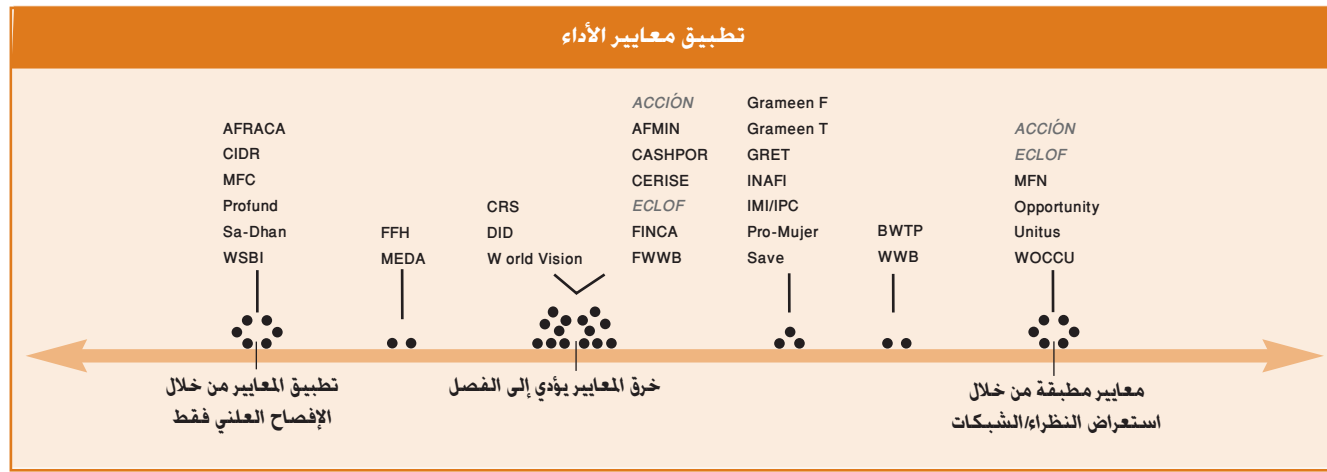 تطبيق معايير الأداء
AFRACA
CIDR
MFC
Profund
Sa-Dhan
WSBI
FFH
MEDA
CRS
DID
W orld Vision
ACCIÓN
AFMIN
CASHPOR
CERISE
ECLOF
FINCA
FWWB
Grameen F
Grameen T
GRET
INAFI
IMI/IPC
Pro-Mujer
Save
BWTP
WWB
ACCIÓN
ECLOF
MFN
Opportunity
Unitus
WOCCU
تطبيق المعايير من خلال
الإفصاح العلني فقط
خرق المعايير يؤدي إلى الفصل
معايير مطبقة من خلال
استعراض النظراء/الشبكات